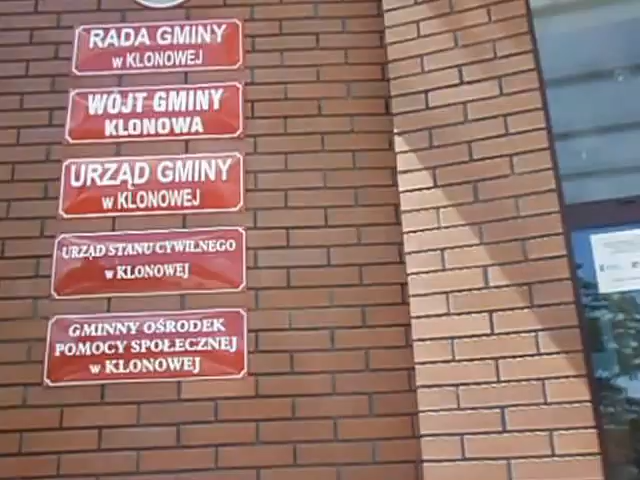 RADA GMINY
w KLONOWEJ
WÓJT GMINY
KLONOWA
URZĄD GMINY
w KLONOWEJ
URZĄD STANU CYWILNEGO
w KLONOWEJ
GMINNY OŚRODEK
POMOCY SPOŁECZNEJ
w KLONOWEJ